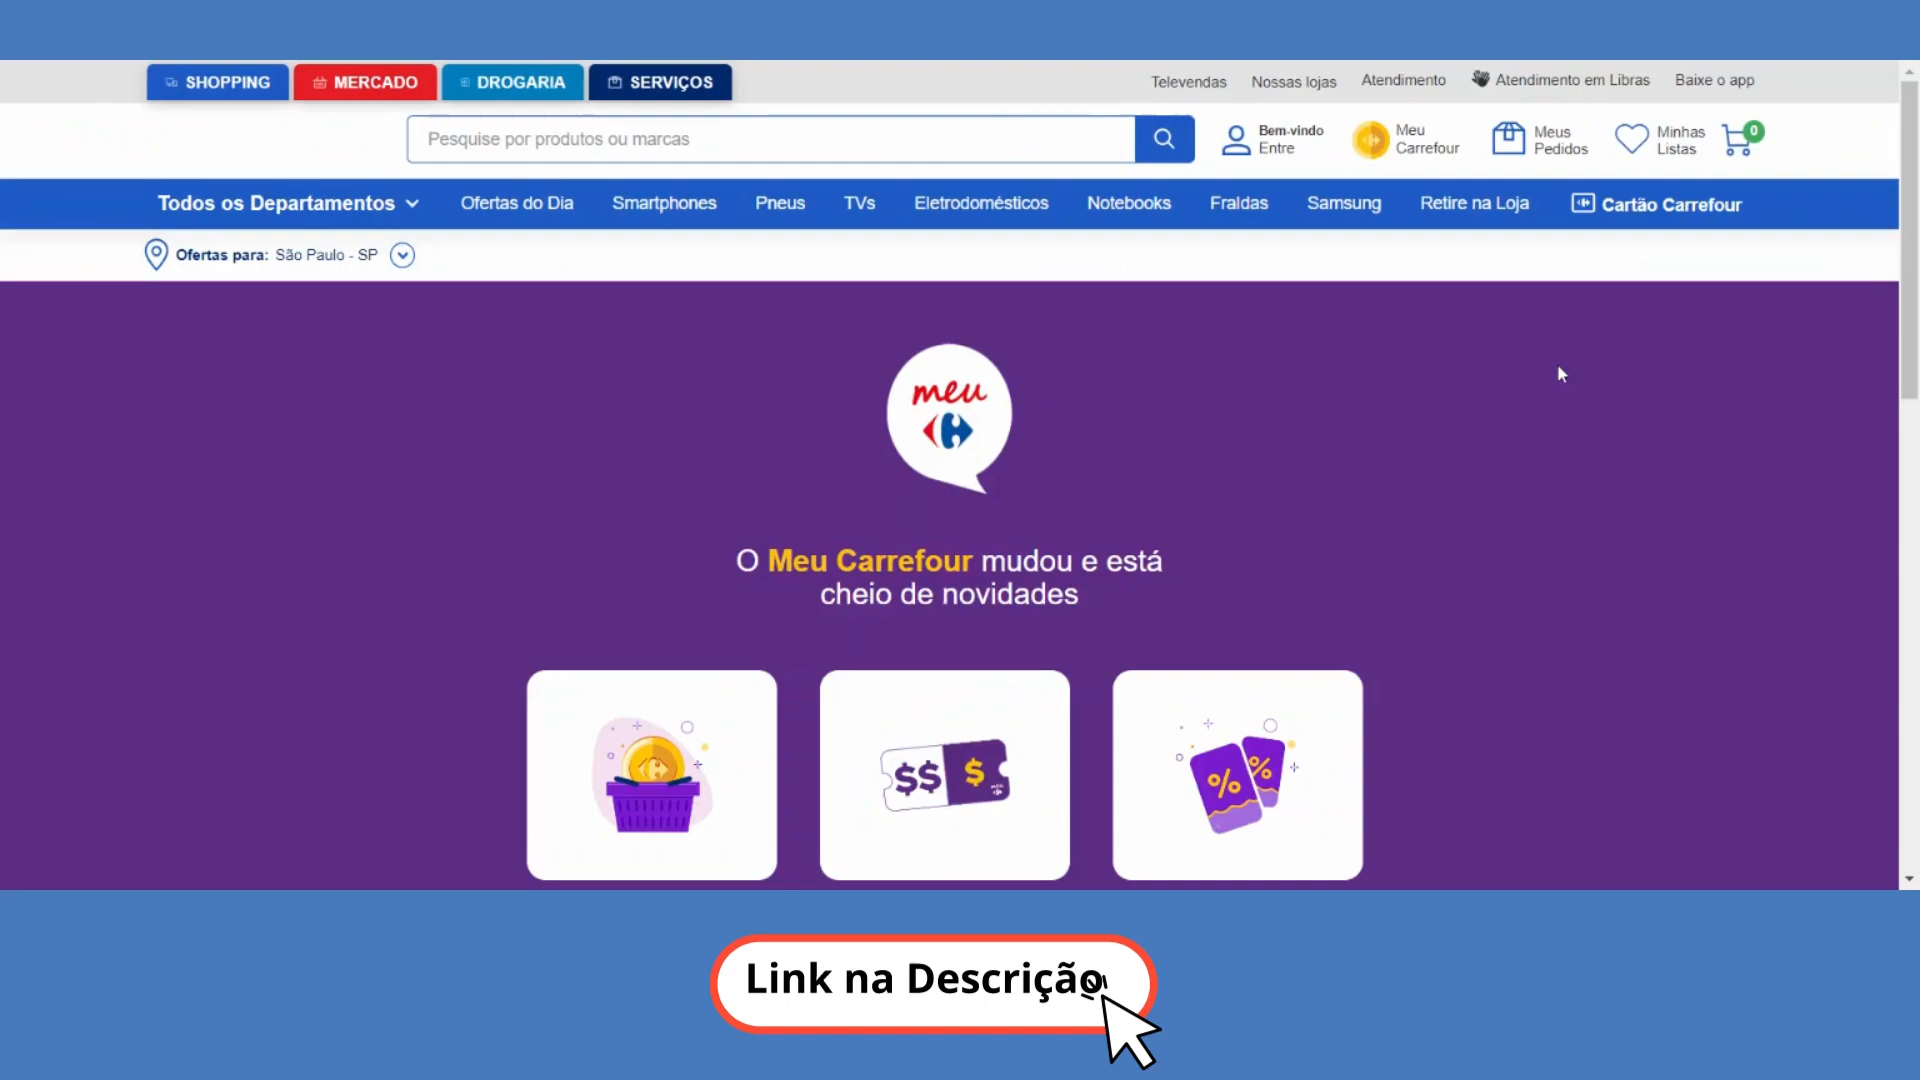 SHOPPING MERCADO DROGARIA SERVIÇOS Televendas Nossas lojas Atendimento Atendimento em Libras Baixe o app
Pesquise por produtos ou marcas
Bem-vindo
Entre
Meu
Carrefour
Meus
Pedidos
Minhas
Listas
0
Todos os Departamentos Ofertas do Dia Smartphones Pneus TVs Eletrodomésticos Notebooks Fraldas Samsung Retire na Loja Cartão Carrefour
Ofertas para: São Paulo - SP
meu
O Meu Carrefour mudou e está
cheio de novidades
$$ $
% %
Link na Descrição